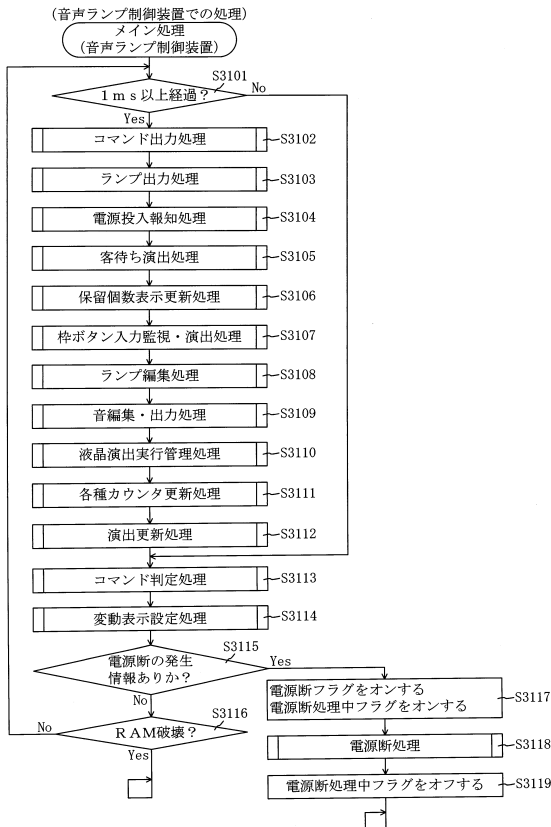 (音声ランプ制御装置での処理)
メイン処理
(音声ランプ制御装置)
S3101
1ms以上経過？
No
Yes
コマンド出力処理
S3102
ランプ出力処理
S3103
電源投入報知処理
S3104
客待ち演出処理
S3105
保留個数表示更新処理
S3106
枠ボタン入力監視・演出処理
S3107
ランプ編集処理
S3108
音編集・出力処理
S3109
液晶演出実行管理処理
S3110
各種カウンタ更新処理
S3111
演出更新処理
S3112
コマンド判定処理
S3113
変動表示設定処理
S3114
S3115
電源断の発生
情報ありか？
Yes
No
S3116
RAM破壊？
No
Yes
電源断フラグをオンする
電源断処理中フラグをオンする
S3117
電源断処理
S3118
電源断処理中フラグをオフする
S3119